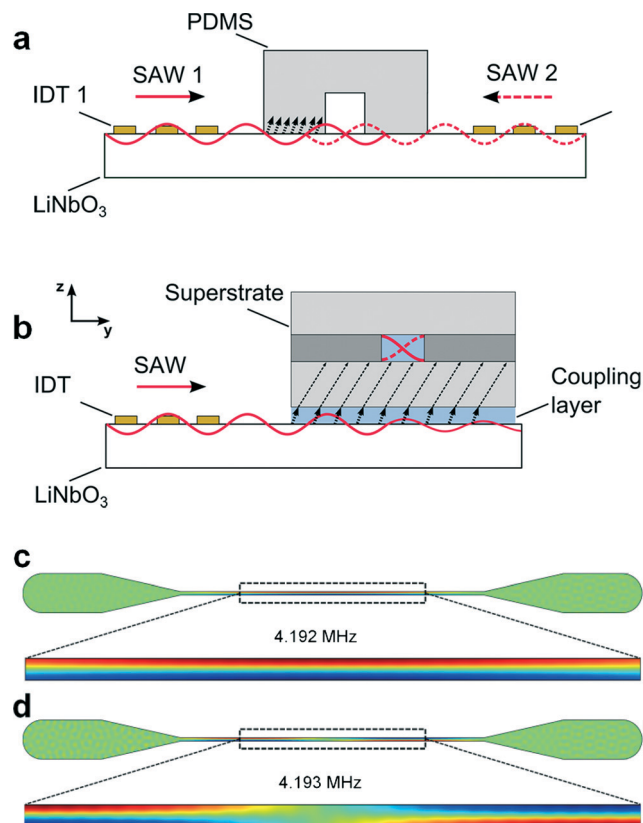 a
PDMS
IDT 1
SAW 1
SAW 2
LiNbO3
b
z
y
Superstrate
SAW
IDT
Coupling
layer
LiNbO3
c
4.192 MHz
d
4.193 MHz